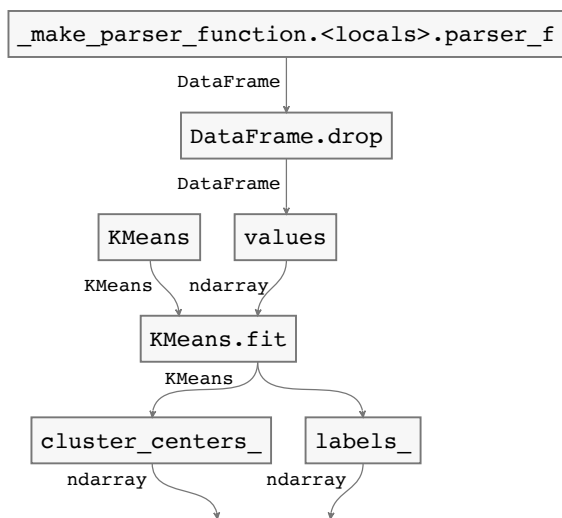 _make_parser_function.<locals>.parser_f
DataFrame
DataFrame.drop
DataFrame
KMeans
values
KMeans
ndarray
KMeans.fit
KMeans
cluster_centers_
labels_
ndarray
ndarray